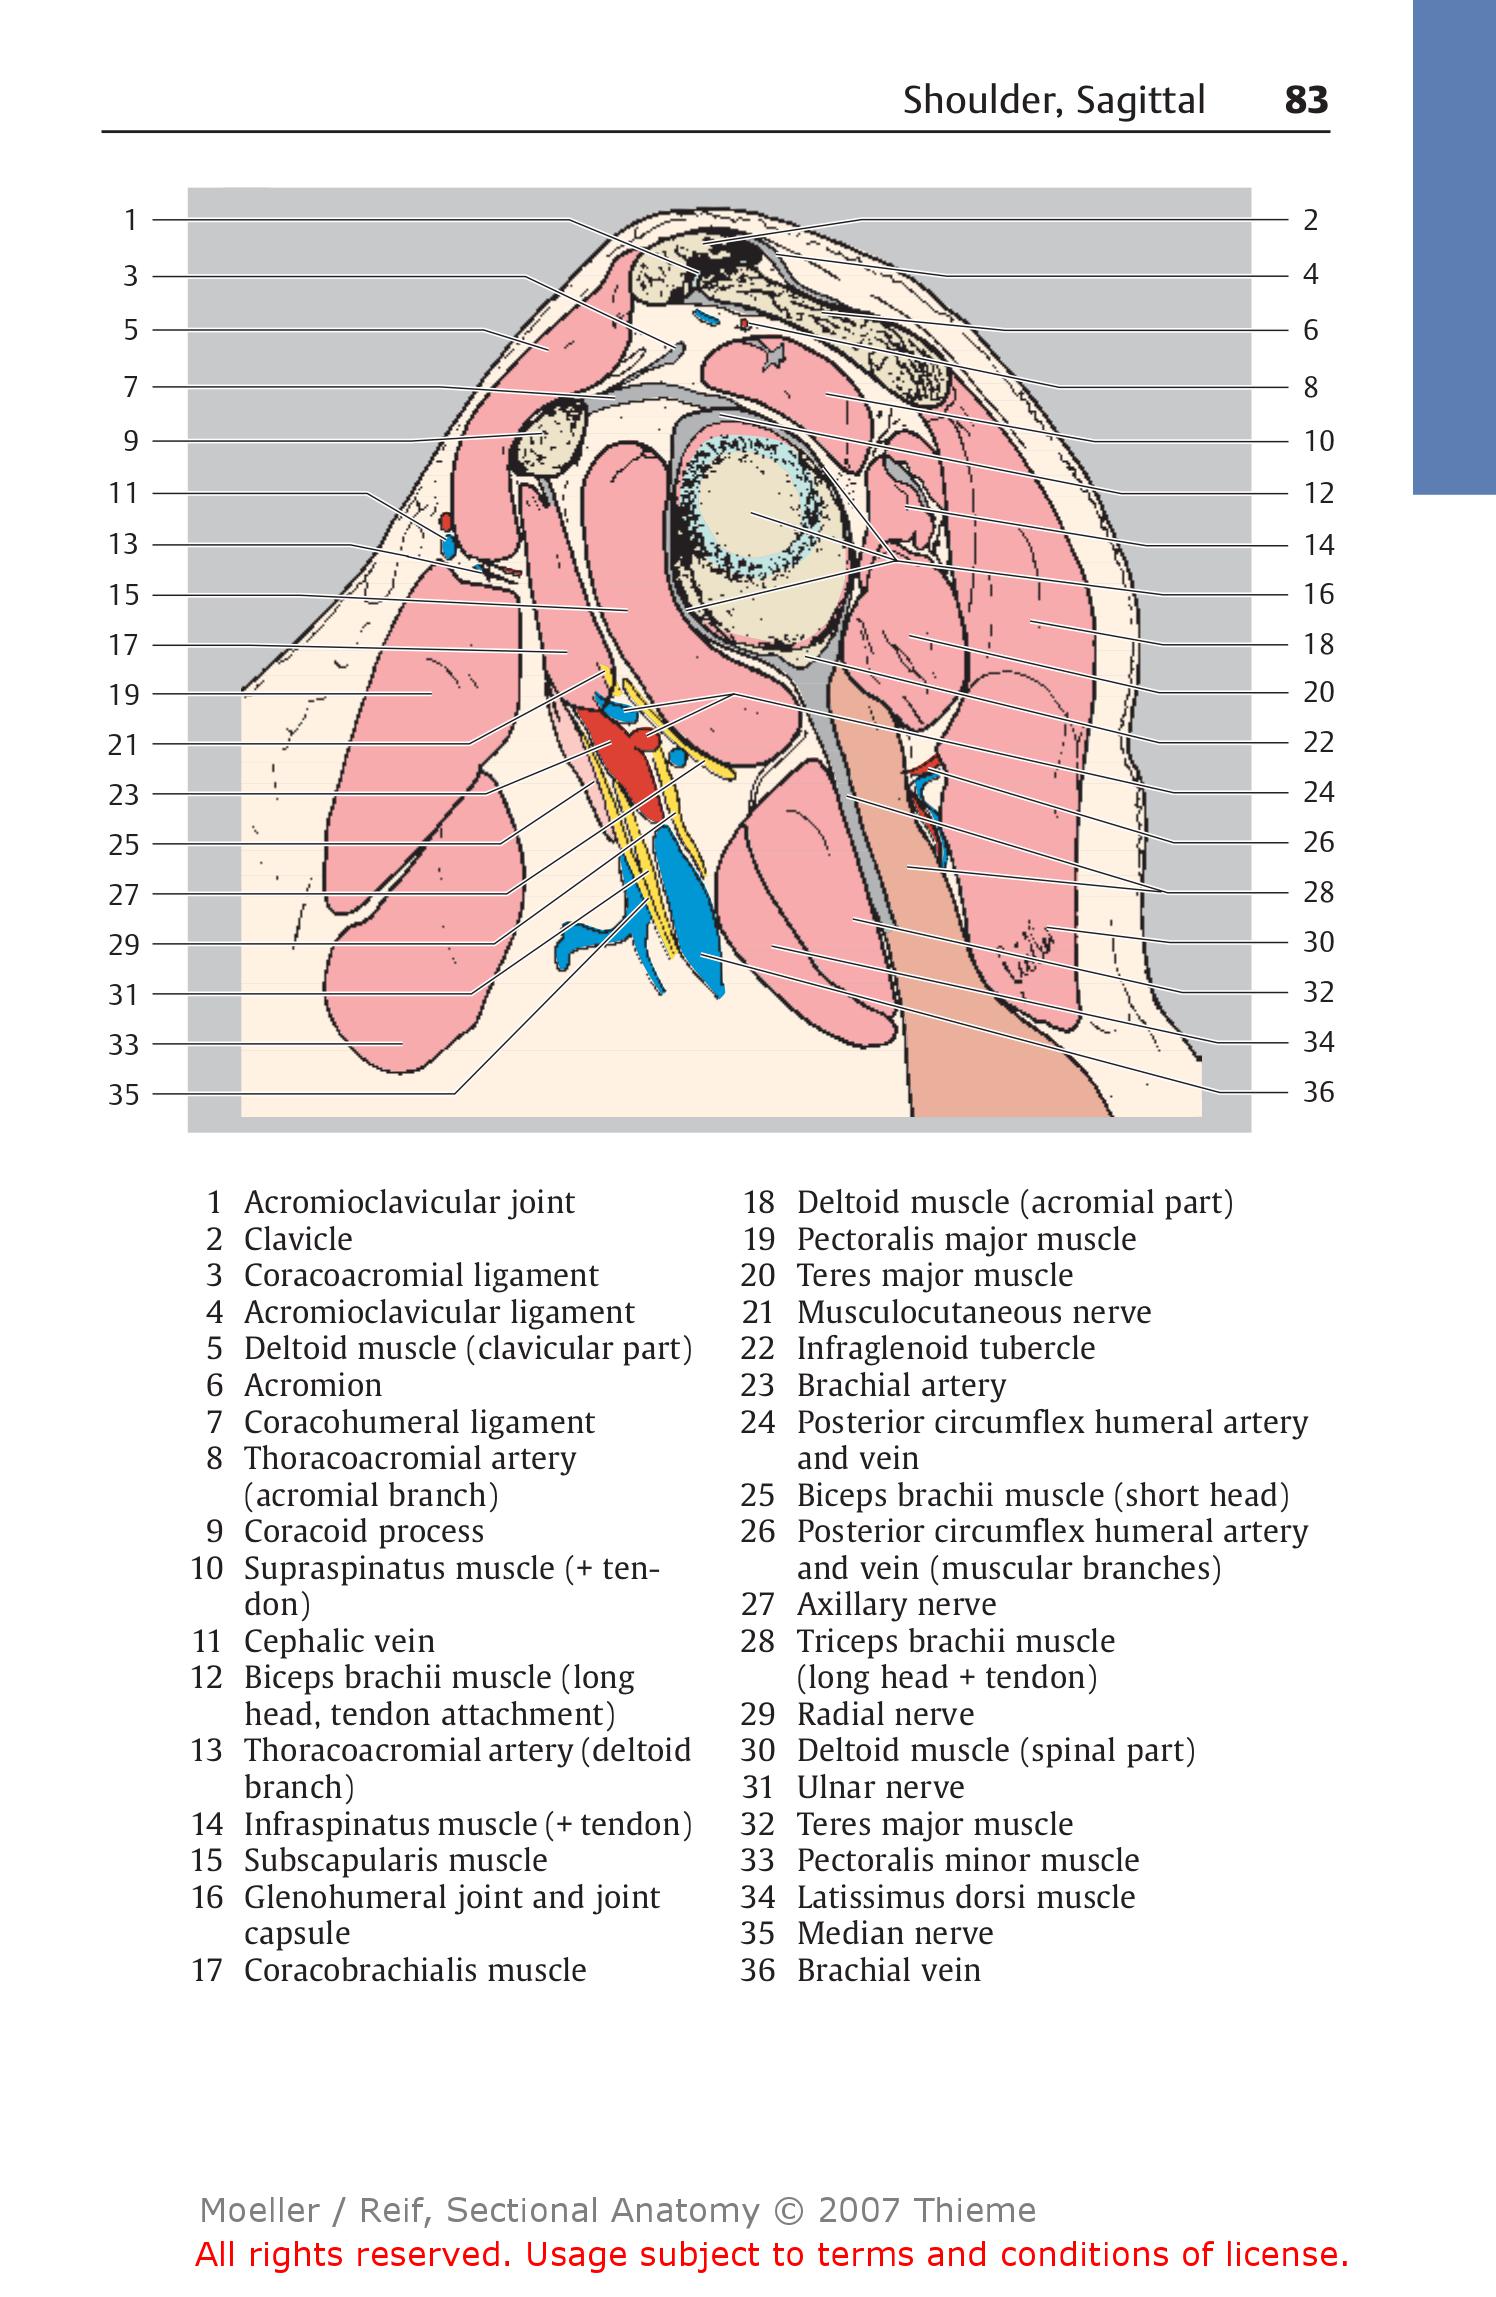 Shoulder, Sagittal 83
1
2
3
4
5
6
7
8
9
10
11
12
13
14
15
16
17
18
19
20
21
22
23
24
25
26
27
28
29
30
31
32
33
34
35
36
1 Acromioclavicular joint
2 Clavicle
3 Coracoacromial ligament
4 Acromioclavicular ligament
5 Deltoid muscle (clavicular part)
6 Acromion
7 Coracohumeral ligament
8 Thoracoacromial artery
(acromial branch)
9 Coracoid process
10 Supraspinatus muscle (+ ten-
don)
11 Cephalic vein
12 Biceps brachii muscle (long
head, tendon attachment)
13 Thoracoacromial artery (deltoid
branch)
14 Infraspinatus muscle (+ tendon)
15 Subscapularis muscle
16 Glenohumeral joint and joint
capsule
17 Coracobrachialis muscle
18 Deltoid muscle (acromial part)
19 Pectoralis major muscle
20 Teres major muscle
21 Musculocutaneous nerve
22 Infraglenoid tubercle
23 Brachial artery
24 Posterior circumflex humeral artery
and vein
25 Biceps brachii muscle (short head)
26 Posterior circumflex humeral artery
and vein (muscular branches)
27 Axillary nerve
28 Triceps brachii muscle
(long head + tendon)
29 Radial nerve
30 Deltoid muscle (spinal part)
31 Ulnar nerve
32 Teres major muscle
33 Pectoralis minor muscle
34 Latissimus dorsi muscle
35 Median nerve
36 Brachial vein
Moeller / Reif, Sectional Anatomy © 2007 Thieme
All rights reserved. Usage subject to terms and conditions of license.